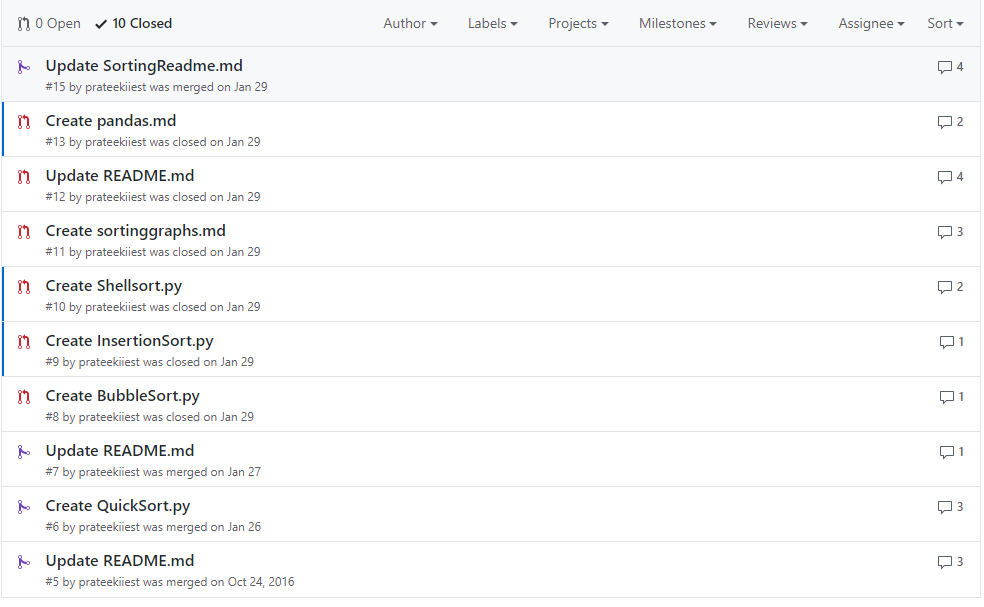 0 Open 10 Closed Author Labels Projects Milestones Reviews Assignee Sort
Update SortingReadme.md 4
#15 by prateekiiest was merged on Jan 29
Create pandas.md 2
#13 by prateekiiest was closed on Jan 29
Update README.md 4
#12 by prateekiiest was closed on Jan 29
Create sortinggraphs.md 3
#11 by prateekiiest was closed on Jan 29
Create Shellsort.py 2
#10 by prateekiiest was closed on Jan 29
Create InsertionSort.py 1
#9 by prateekiiest was closed on Jan 29
Create BubbleSort.py 1
#8 by prateekiiest was closed on Jan 29
Update README.md 1
#7 by prateekiiest was merged on Jan 27
Create QuickSort.py 3
#6 by prateekiiest was merged on Jan 26
Update README.md 3
#5 by prateekiiest was merged on Oct 24, 2016